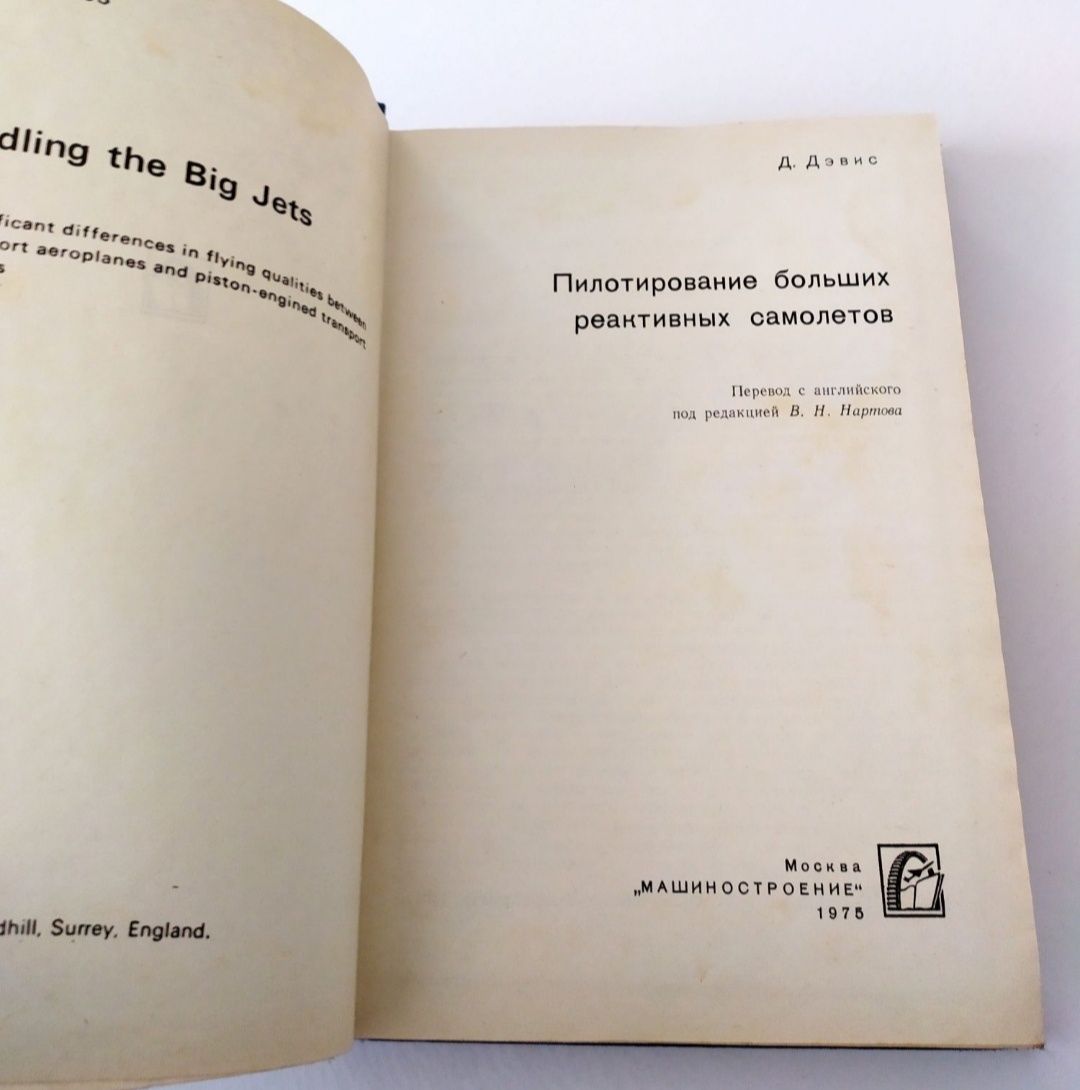 dling the Big Jets
ficant differences in flying qualities between
ort aeroplanes and piston-engined transport
s
dhill, Surrey, England.
Д. Дэвис
Пилотирование больших
реактивных самолетов
Перевод с английского
под редакцией В. Н. Нартова
Москва
„МАШИНОСТРОЕНИЕ“
1975